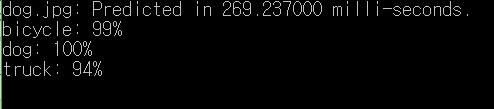 dog.jpg: Predicted in 269.237000 milli-seconds.
bicycle: 99%
dog: 100%
truck: 94%